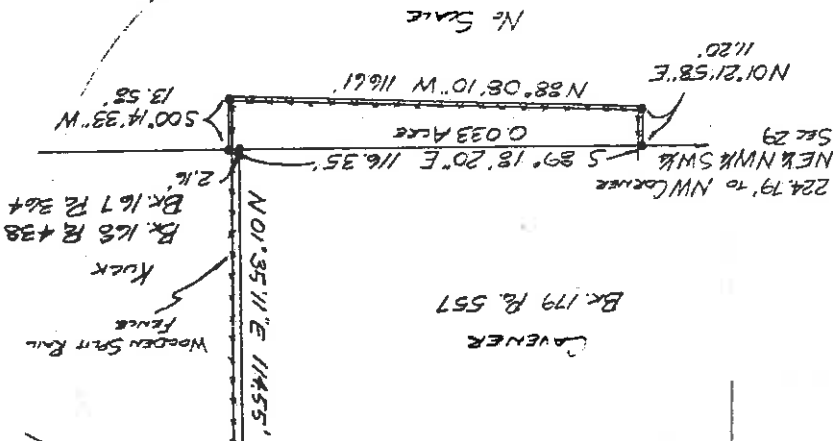 WOODEN SPLIT RAIL
FENCE
CAVENER
BK. 179 PG. 557
N 01°35'11"E 114.55'
KUCK
BK. 168 PG 438
BK. 167 PG 364
2.16'
224.79' TO NW CORNER
NE¼ NW¼ SW¼
SEC 29
S 89°18'20"E 116.35'
0.033 ACRE
S00°14'33"W
13.58'
N01°21'58"E
11.20'
N88°08'10"W 116.61'
No SCALE